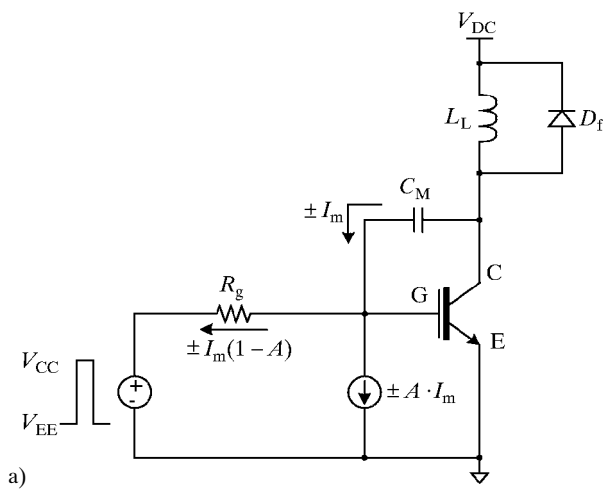 V_DC
L_L
D_f
C_M
± I_m
C
R_g
G
± I_m(1 – A)
E
V_CC
+
-
± A · I_m
V_EE
a)